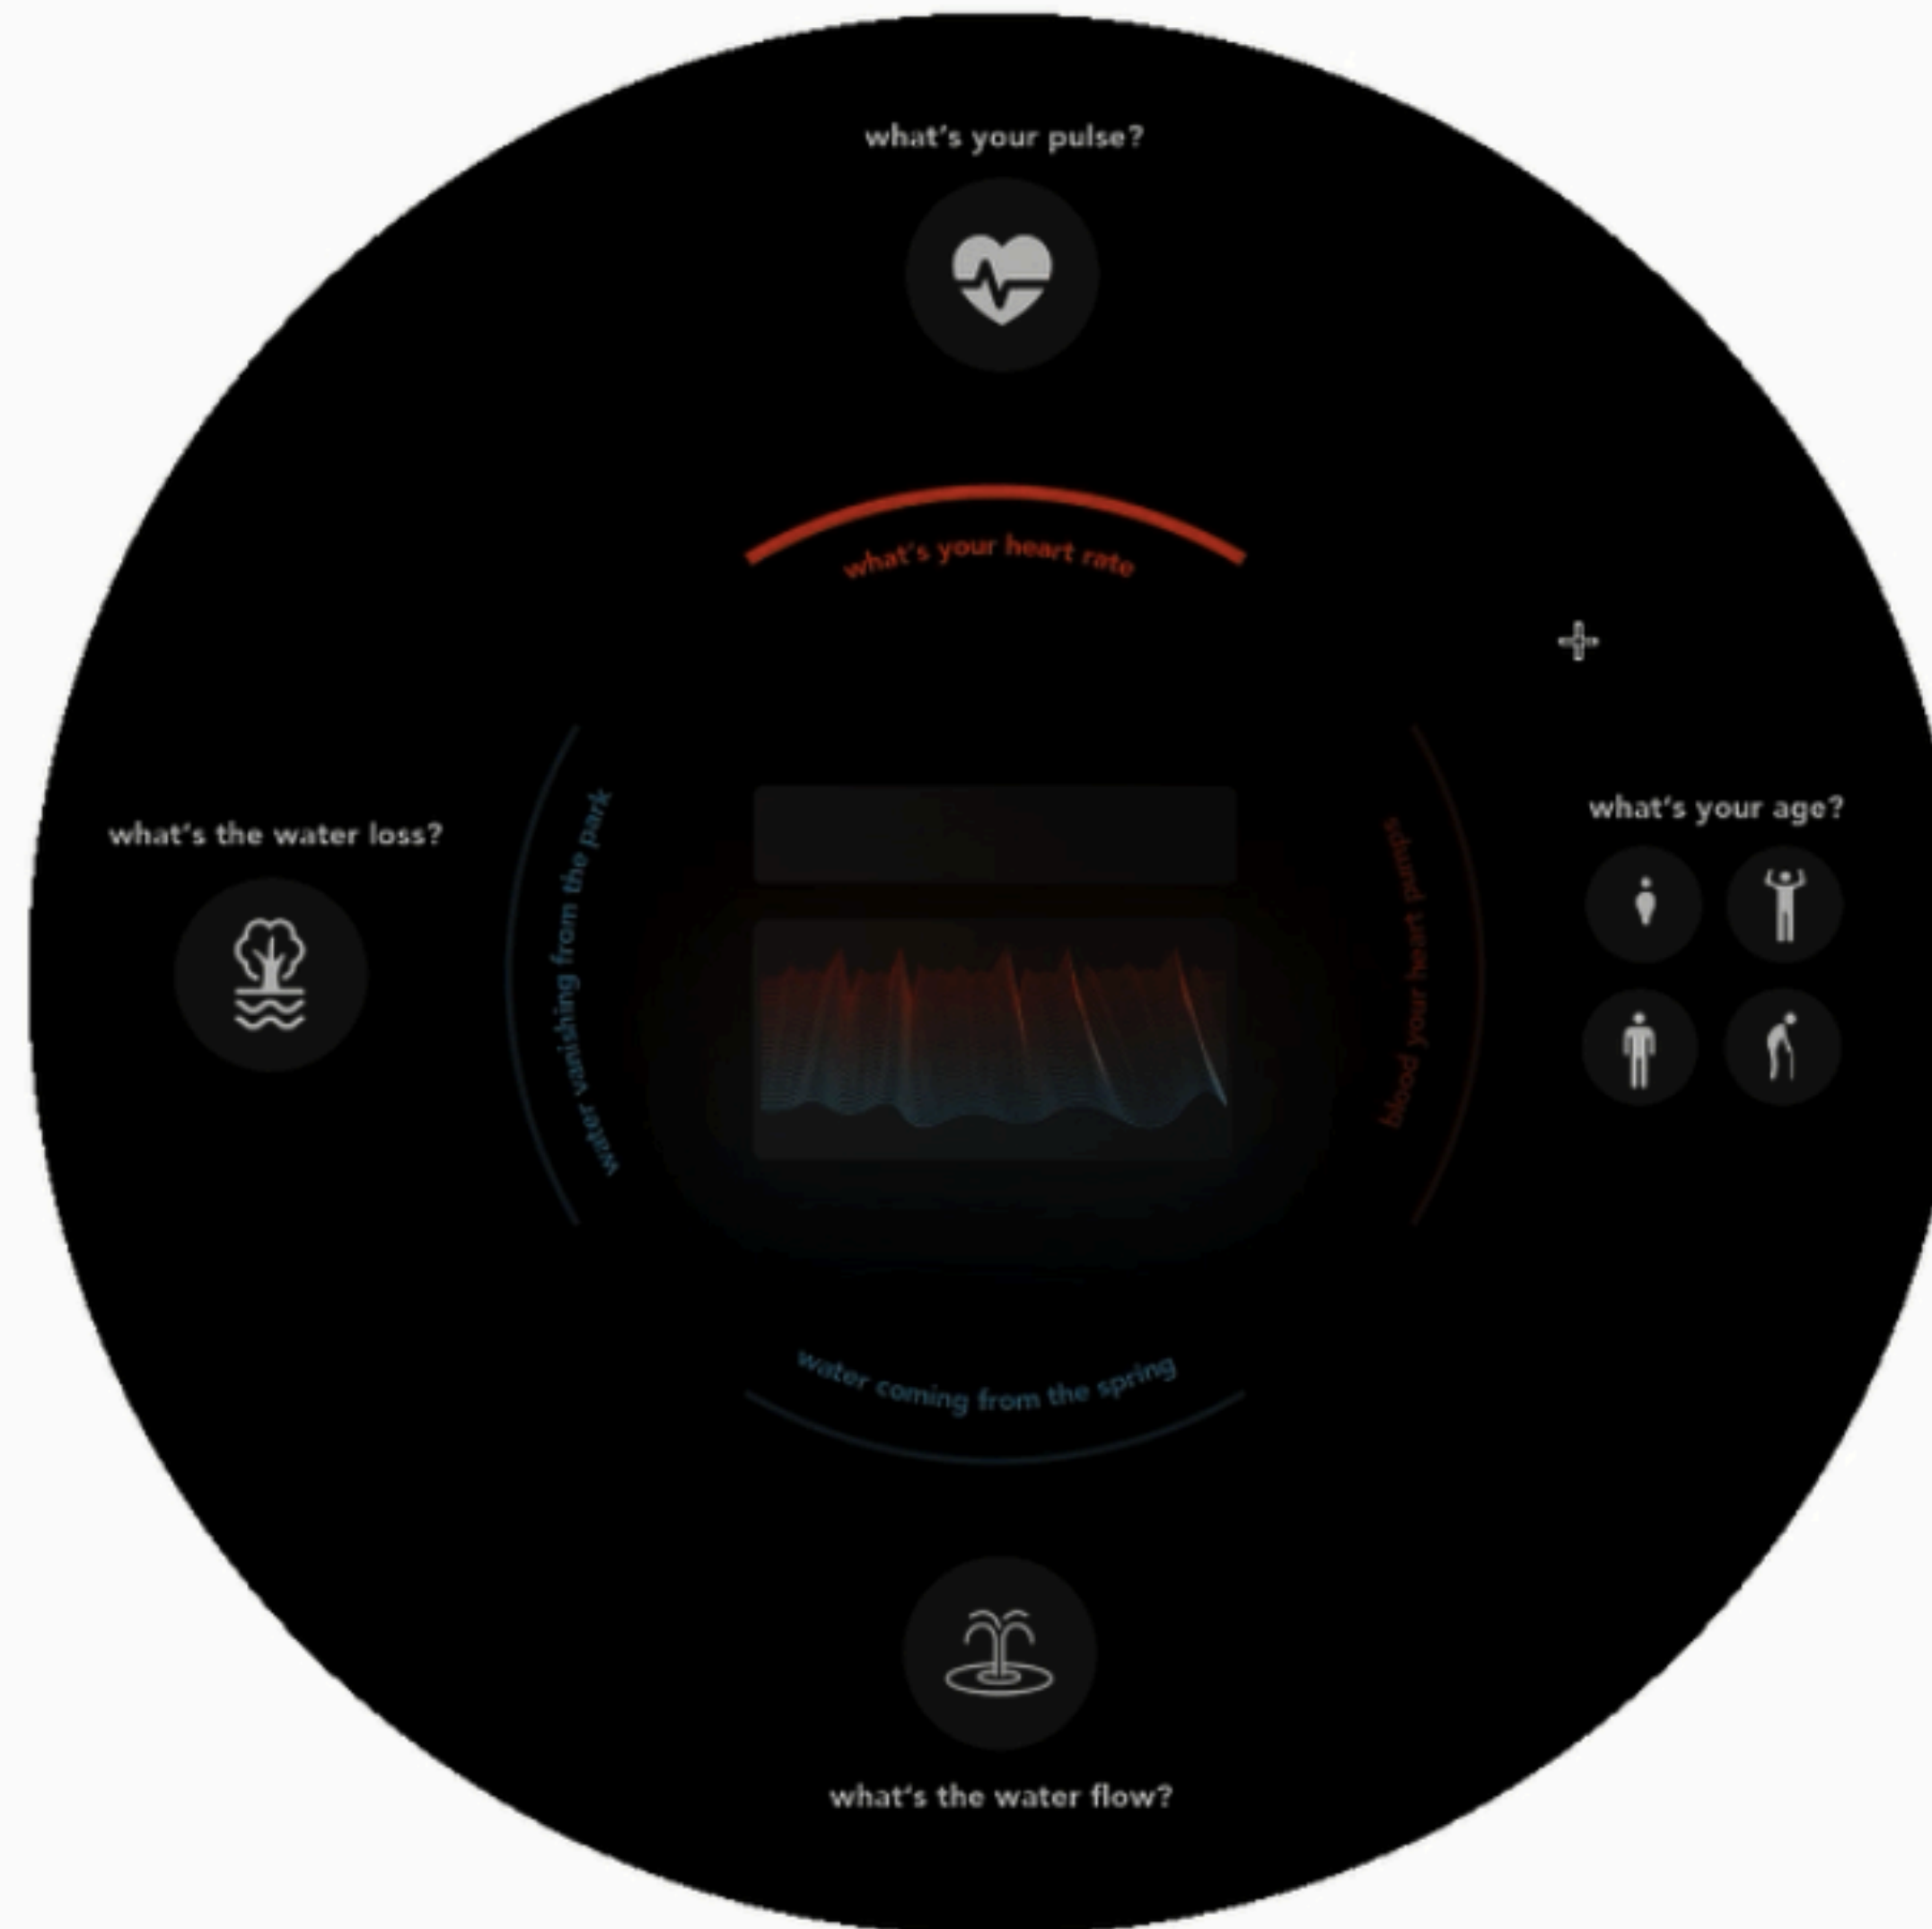 what's your pulse?
what's your heart rate
what's the water loss?
water vanishing from the park
blood your heart pumps
what's your age?
water coming from the spring
what's the water flow?